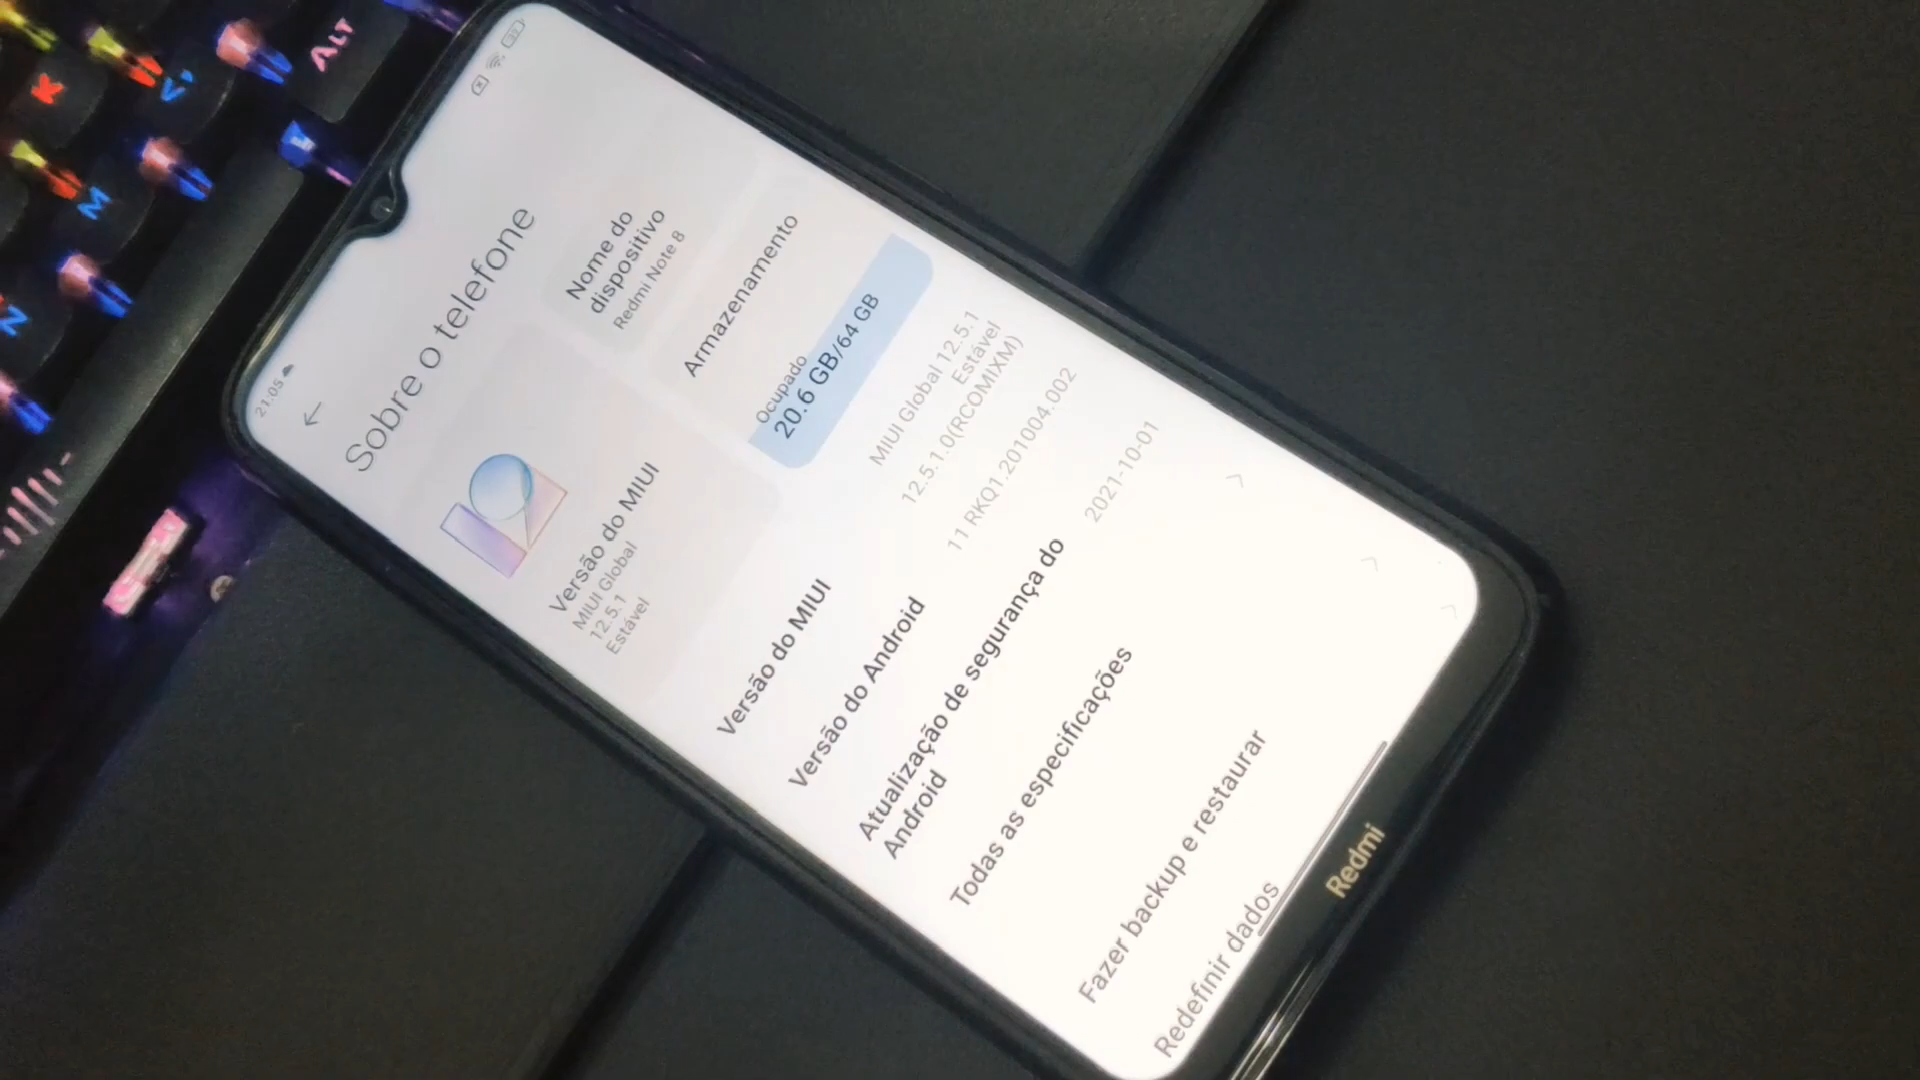 21:05
Sobre o telefone
Versão do MIUI
MIUI Global
12.5.1
Estável
Nome do
dispositivo
Redmi Note 8
Armazenamento
Ocupado
20.6 GB/64 GB
Versão do MIUI
MIUI Global 12.5.1
Estável
12.5.1.0(RCOMIXM)
Versão do Android
11 RKQ1.201004.002
Atualização de segurança do
Android
2021-10-01
Todas as especificações
Fazer backup e restaurar
Redefinir dados
Redmi
ALT
K
M
N